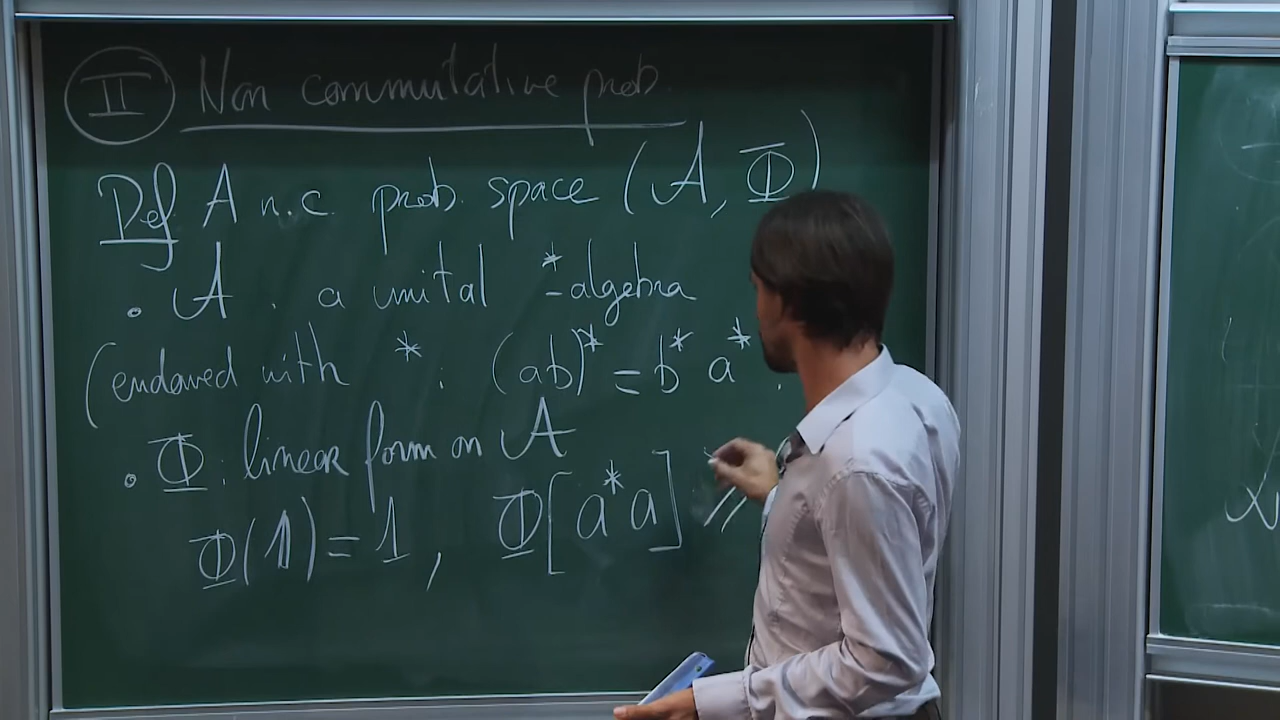 II Non commutative prob.
Def A n.c. prob. space (A, Φ)
• A . a unital *-algebra
(endowed with * : (ab)* = b* a* .
• Φ : linear form on A
Φ(1) = 1 , Φ[a*a] ⩾